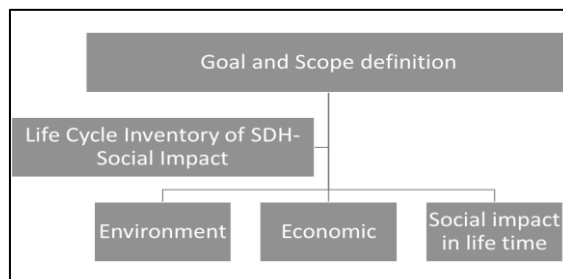 Goal and Scope definition
Life Cycle Inventory of SDH-
Social Impact
Environment
Economic
Social impact
in life time